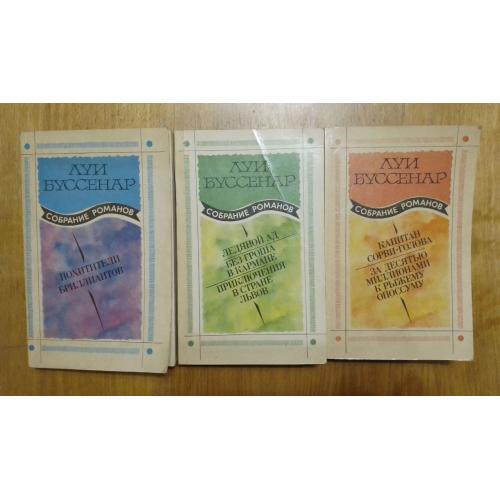 ЛУИ
БУССЕНАР
СОБРАНИЕ РОМАНОВ
ПОХИТИТЕЛИ
БРИЛЛИАНТОВ
ЛУИ
БУССЕНАР
СОБРАНИЕ РОМАНОВ
ЛЕДЯНОЙ АД
БЕЗ ГРОША
В КАРМАНЕ
ПРИКЛЮЧЕНИЯ
В СТРАНЕ
ЛЬВОВ
ЛУИ
БУССЕНАР
СОБРАНИЕ РОМАНОВ
КАПИТАН
СОРВИ-ГОЛОВА
ЗА ДЕСЯТЬЮ
МИЛЛИОНАМИ
К РЫЖЕМУ
ОПОССУМУ